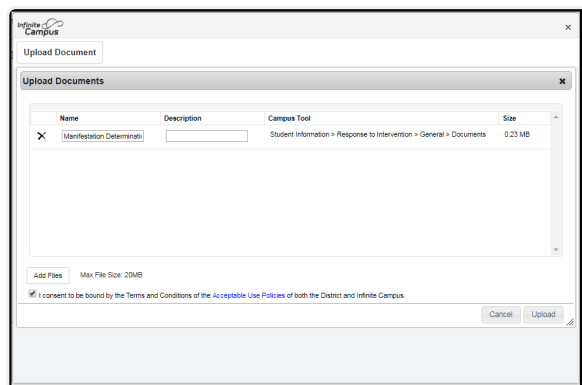 Infinite
Campus
×
Upload Document
Upload Documents
Name Description Campus Tool Size
Manifestation Determinati Student Information > Response to Intervention > General > Documents 0.23 MB
Add Files Max File Size: 20MB
I consent to be bound by the Terms and Conditions of the Acceptable Use Policies of both the District and Infinite Campus.
Cancel Upload